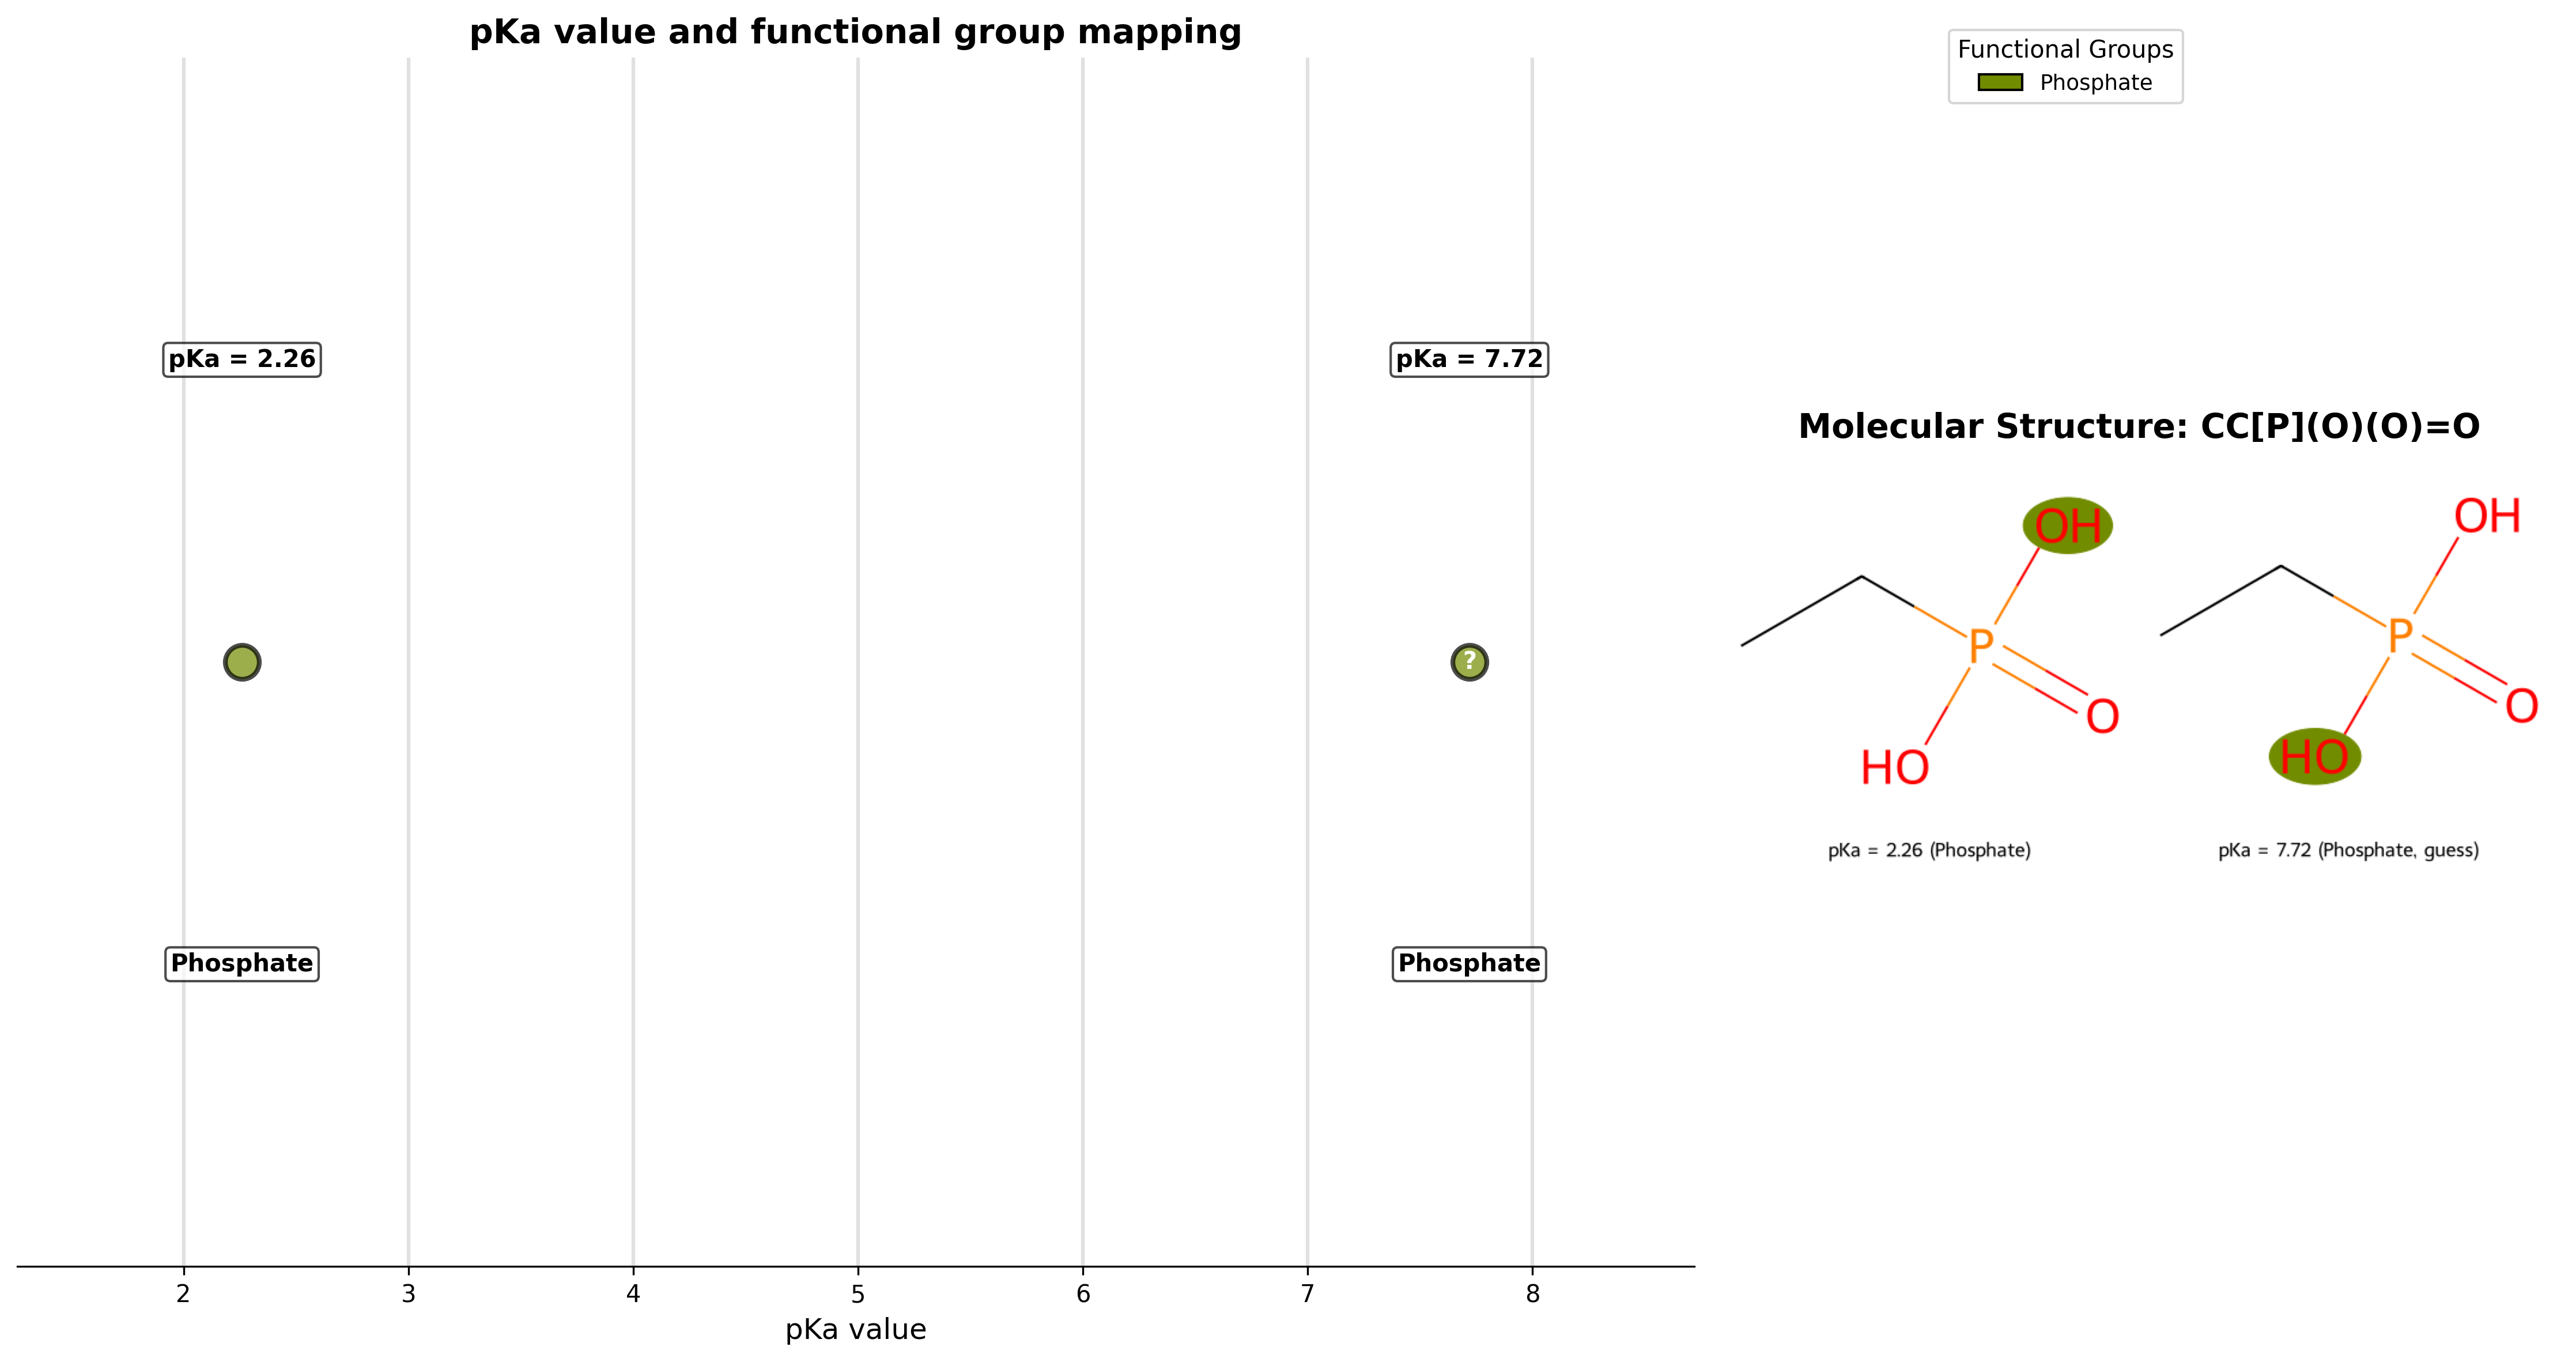 pKa value and functional group mapping
Functional Groups
Phosphate
pKa = 2.26
pKa = 7.72
?
Phosphate
Phosphate
2
3
4
5
6
7
8
pKa value
Molecular Structure: CC[P](O)(O)=O
OH
P
O
HO
OH
P
O
HO
pKa = 2.26 (Phosphate)
pKa = 7.72 (Phosphate, guess)